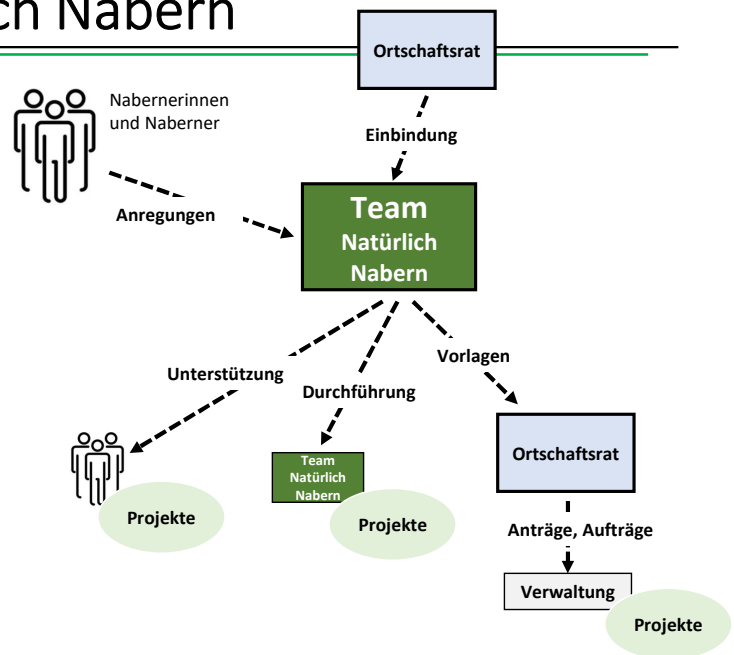 ch Nabern
Ortschaftsrat
Nabernerinnen
und Naberner
Einbindung
Anregungen
Team
Natürlich
Nabern
Vorlagen
Unterstützung
Durchführung
Ortschaftsrat
Team
Natürlich
Nabern
Projekte
Projekte
Anträge, Aufträge
Verwaltung
Projekte